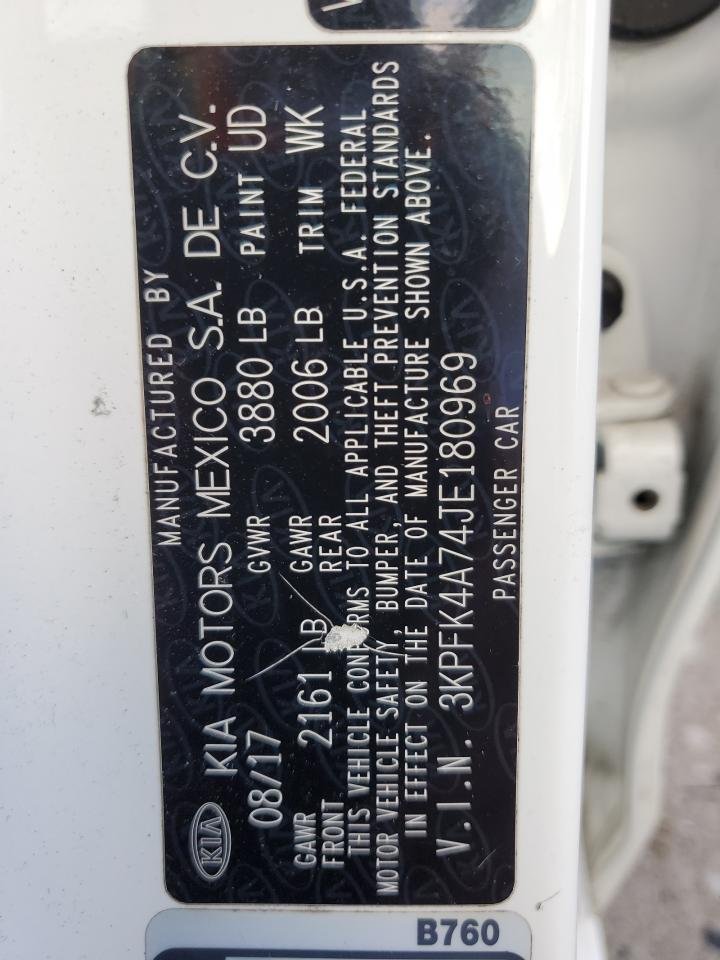 MANUFACTURED BY
KIA KIA MOTORS MEXICO S.A. DE C.V.
08/17 GVWR 3880 LB PAINT UD
GAWR FRONT 2161 LB GAWR REAR 2006 LB TRIM WK
THIS VEHICLE CONFORMS TO ALL APPLICABLE U.S.A. FEDERAL
MOTOR VEHICLE SAFETY, BUMPER, AND THEFT PREVENTION STANDARDS
IN EFFECT ON THE DATE OF MANUFACTURE SHOWN ABOVE.
V.I.N. 3KPFK4A74JE180969
PASSENGER CAR
B760